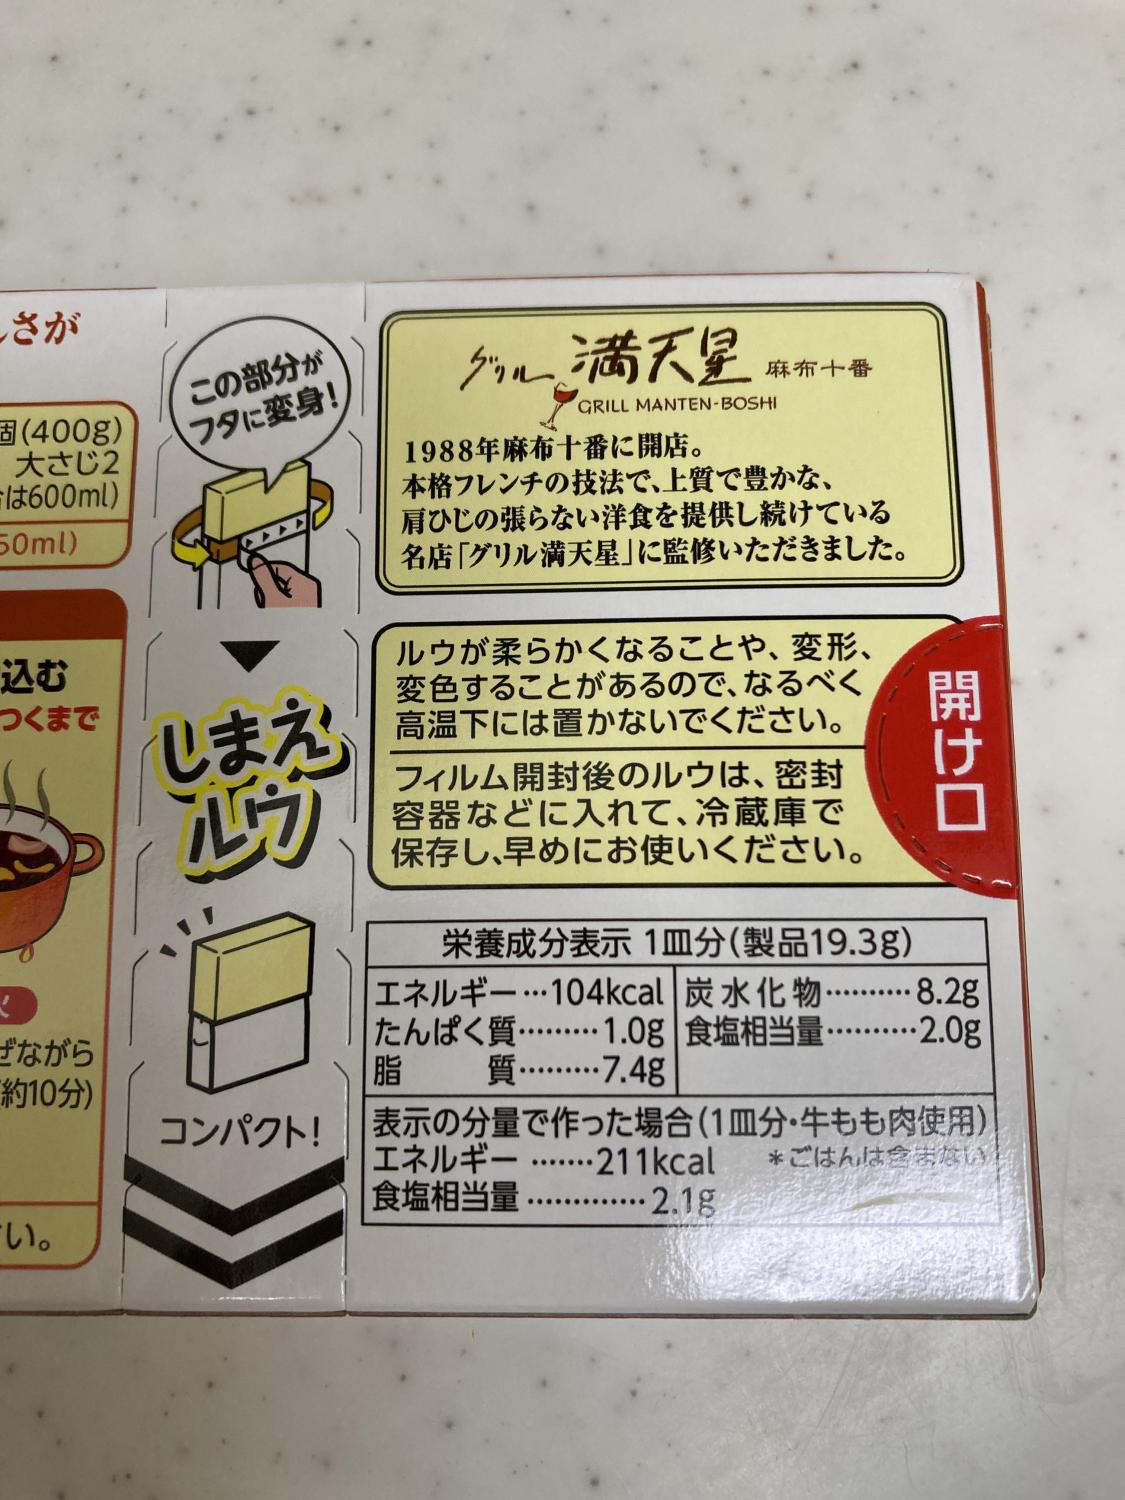 しさが
個(400g)
大さじ2
は600ml)
50ml)
込む
つくまで
火
ぜながら
(約10分)
い。
この部分が
フタに変身!
しまえ
ルウ
コンパクト!
グリル 満天星 麻布十番
GRILL MANTEN-BOSHI
1988年麻布十番に開店。
本格フレンチの技法で、上質で豊かな、
肩ひじの張らない洋食を提供し続けている
名店「グリル満天星」に監修いただきました。
ルウが柔らかくなることや、変形、
変色することがあるので、なるべく
高温下には置かないでください。
フィルム開封後のルウは、密封
容器などに入れて、冷蔵庫で
保存し、早めにお使いください。
開け口
栄養成分表示 1皿分(製品19.3g)
エネルギー…104kcal
たんぱく質………1.0g
脂 質………7.4g
炭水化物………8.2g
食塩相当量………2.0g
表示の分量で作った場合(1皿分・牛もも肉使用)
エネルギー ……211kcal *ごはんは含まない
食塩相当量 …………2.1g